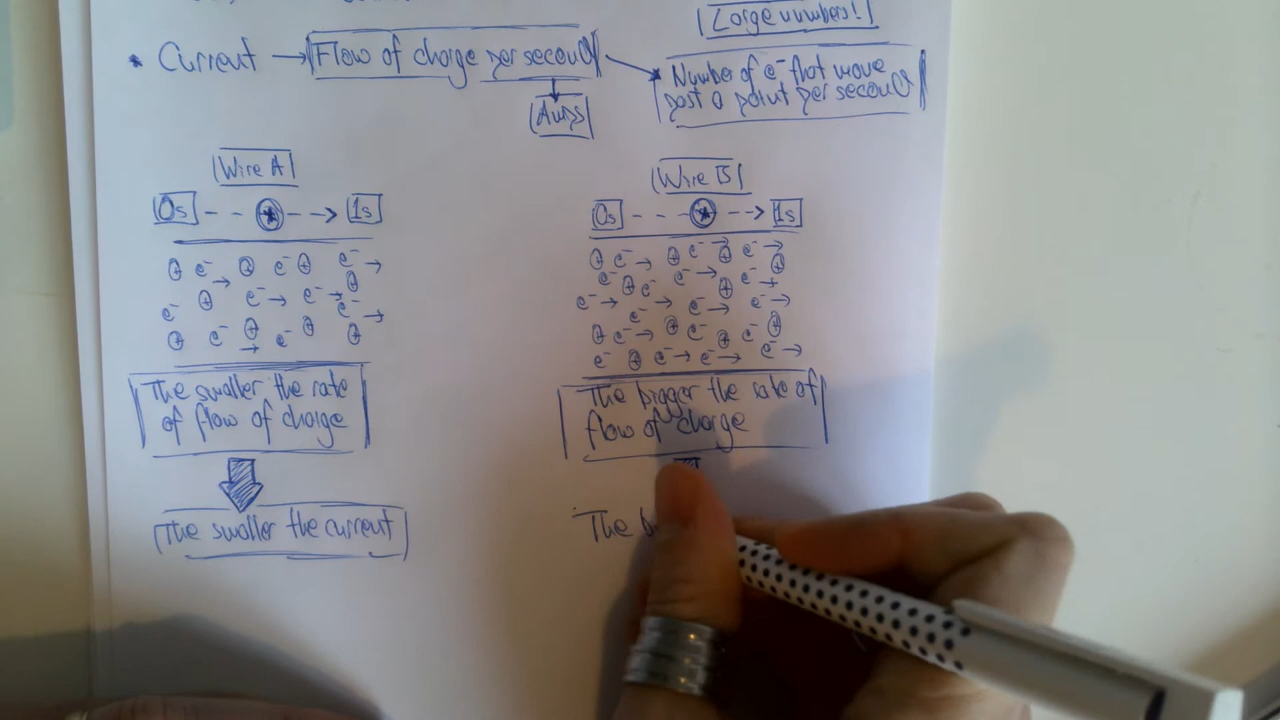 Large numbers!
* Current → Flow of charge per second
Number of e⁻ that move
past a point per second
Amps
Wire A
0s - - ⊛ - - > 1s
⊕ e⁻ ⊕ e⁻ ⊕ e⁻ →
→ ⊕
e⁻ ⊕ e⁻ → e⁻ → e⁻ →
⊕ e⁻ → ⊕ e⁻ ⊕ ⊕
The smaller the rate
of flow of charge
The smaller the current
Wire B
0s - - - ⊛ - - > 1s
⊕ e⁻ → ⊕ e⁻ → ⊕ e⁻ → ⊕
e⁻ ⊕ e⁻ e⁻ → ⊕ e⁻ →
e⁻ → e⁻ → e⁻ → e⁻ →
⊕ e⁻ → ⊕ e⁻ ⊕ e⁻ ⊕
e⁻ ⊕ e⁻ → e⁻ → e⁻ →
The bigger the rate of
flow of charge
The b